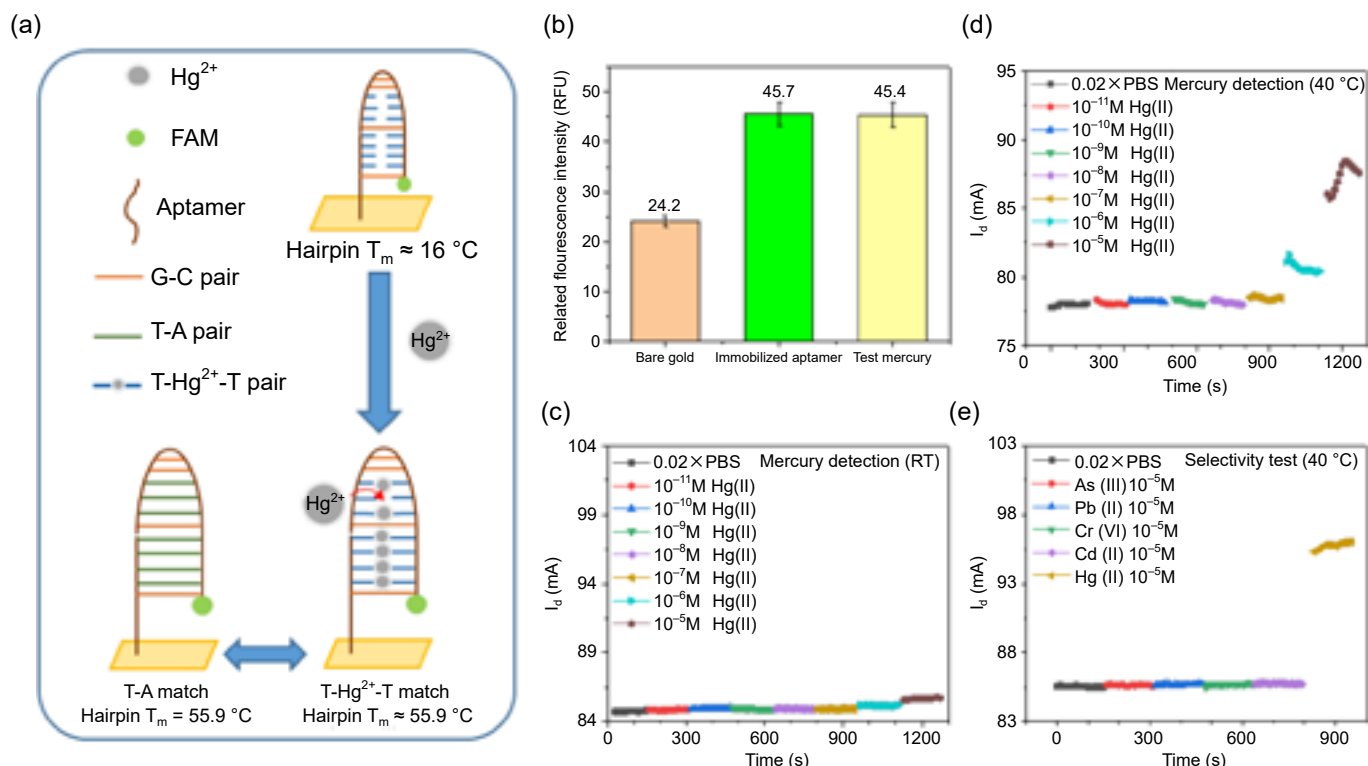 (a)
Hg²⁺
FAM
Aptamer
G-C pair
T-A pair
T-Hg²⁺-T pair
Hairpin Tₘ ≈ 16 °C
Hg²⁺
Hg²⁺
T-A match
Hairpin Tₘ = 55.9 °C
T-Hg²⁺-T match
Hairpin Tₘ ≈ 55.9 °C
(b)
Related flourescence intensity (RFU)
50
40
30
20
10
0
24.2
45.7
45.4
Bare gold
Immobilized aptamer
Test mercury
(c)
104
99
94
89
84
I_d (mA)
0.02×PBS Mercury detection (RT)
10⁻¹¹M Hg(II)
10⁻¹⁰M Hg(II)
10⁻⁹M Hg(II)
10⁻⁸M Hg(II)
10⁻⁷M Hg(II)
10⁻⁶M Hg(II)
10⁻⁵M Hg(II)
0 300 600 900 1200
Time (s)
(d)
95
90
85
80
75
I_d (mA)
0.02×PBS Mercury detection (40 °C)
10⁻¹¹M Hg(II)
10⁻¹⁰M Hg(II)
10⁻⁹M Hg(II)
10⁻⁸M Hg(II)
10⁻⁷M Hg(II)
10⁻⁶M Hg(II)
10⁻⁵M Hg(II)
0 300 600 900 1200
Time (s)
(e)
103
98
93
88
83
I_d (mA)
0.02×PBS Selectivity test (40 °C)
As (III) 10⁻⁵M
Pb (II) 10⁻⁵M
Cr (VI) 10⁻⁵M
Cd (II) 10⁻⁵M
Hg (II) 10⁻⁵M
0 200 400 600 800
Time (s)